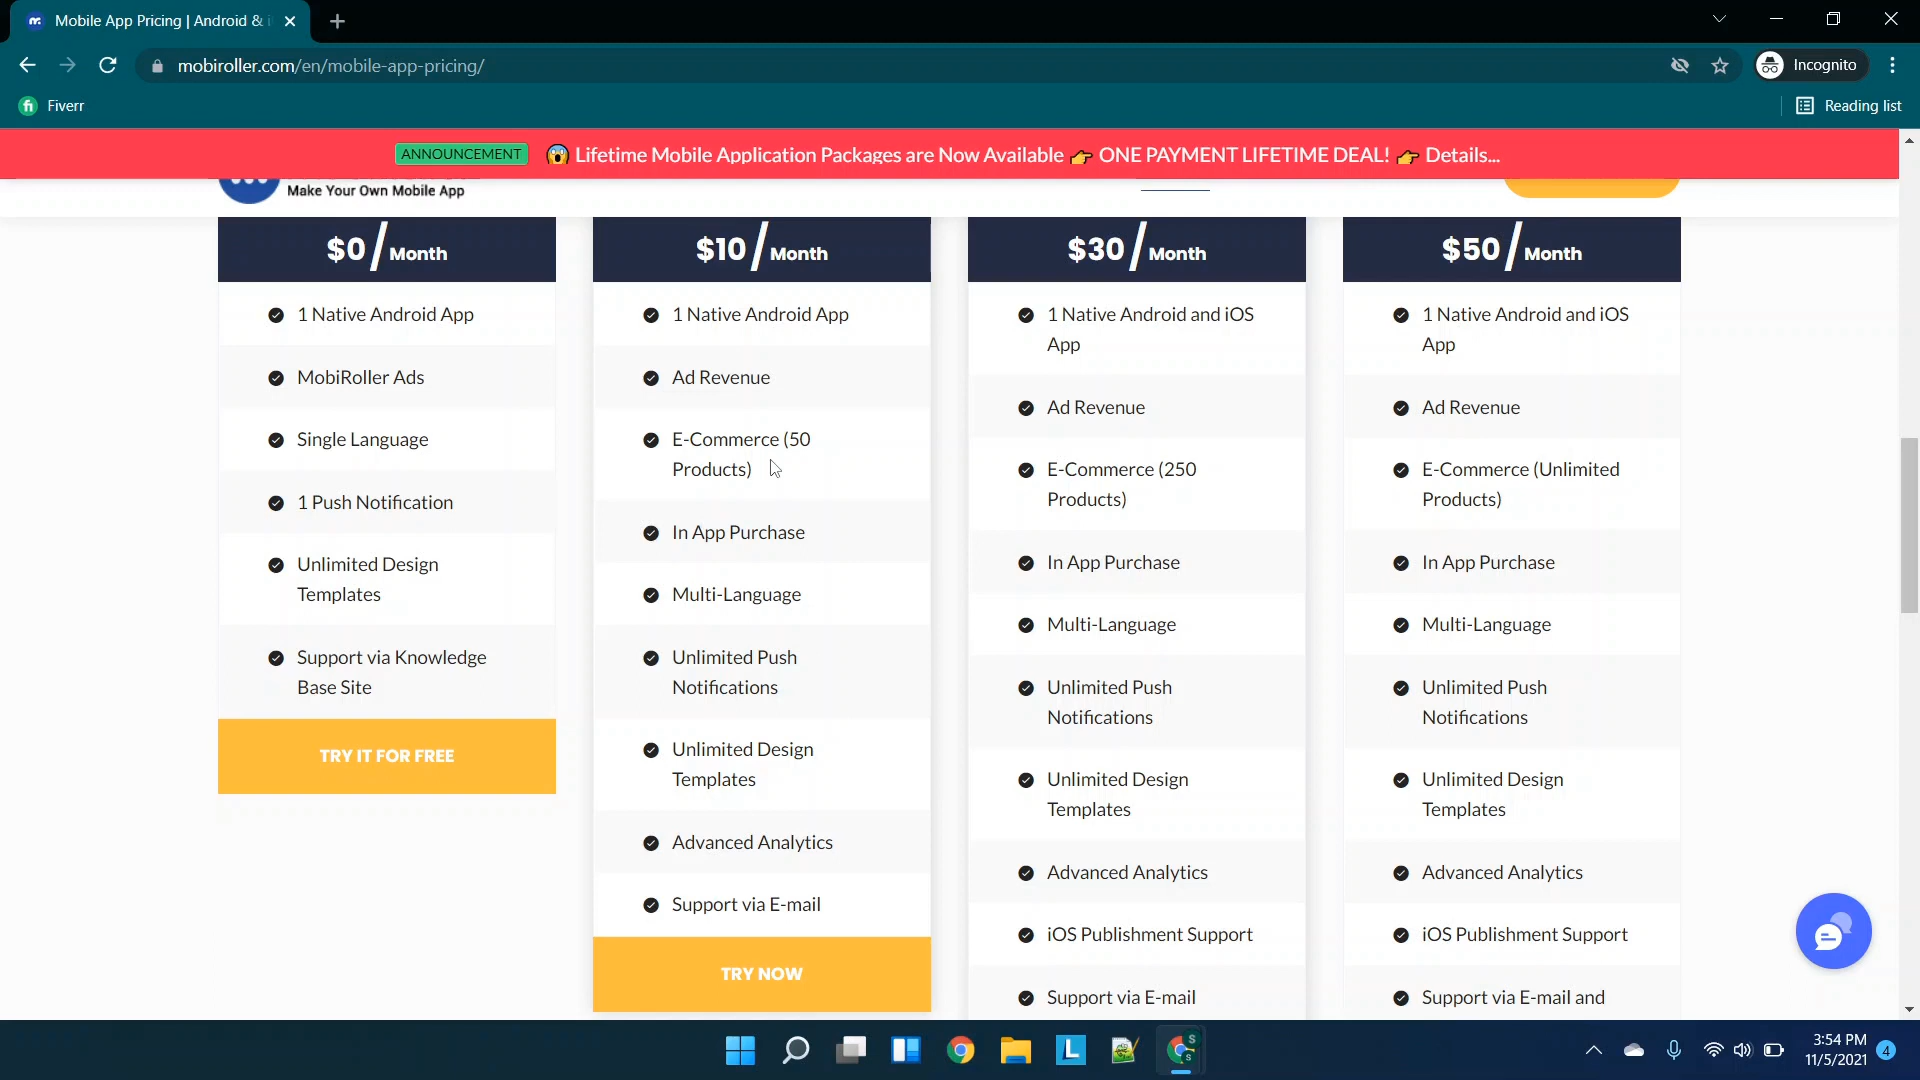 Mobile App Pricing | Android & i
mobiroller.com/en/mobile-app-pricing/
Incognito
Fiverr
Reading list
ANNOUNCEMENT 😱 Lifetime Mobile Application Packages are Now Available 👉 ONE PAYMENT LIFETIME DEAL! 👉 Details...
Make Your Own Mobile App
$0/Month
1 Native Android App
MobiRoller Ads
Single Language
1 Push Notification
Unlimited Design
Templates
Support via Knowledge
Base Site
TRY IT FOR FREE
$10/Month
1 Native Android App
Ad Revenue
E-Commerce (50
Products)
In App Purchase
Multi-Language
Unlimited Push
Notifications
Unlimited Design
Templates
Advanced Analytics
Support via E-mail
TRY NOW
$30/Month
1 Native Android and iOS
App
Ad Revenue
E-Commerce (250
Products)
In App Purchase
Multi-Language
Unlimited Push
Notifications
Unlimited Design
Templates
Advanced Analytics
iOS Publishment Support
Support via E-mail
$50/Month
1 Native Android and iOS
App
Ad Revenue
E-Commerce (Unlimited
Products)
In App Purchase
Multi-Language
Unlimited Push
Notifications
Unlimited Design
Templates
Advanced Analytics
iOS Publishment Support
Support via E-mail and
3:54 PM
11/5/2021
4